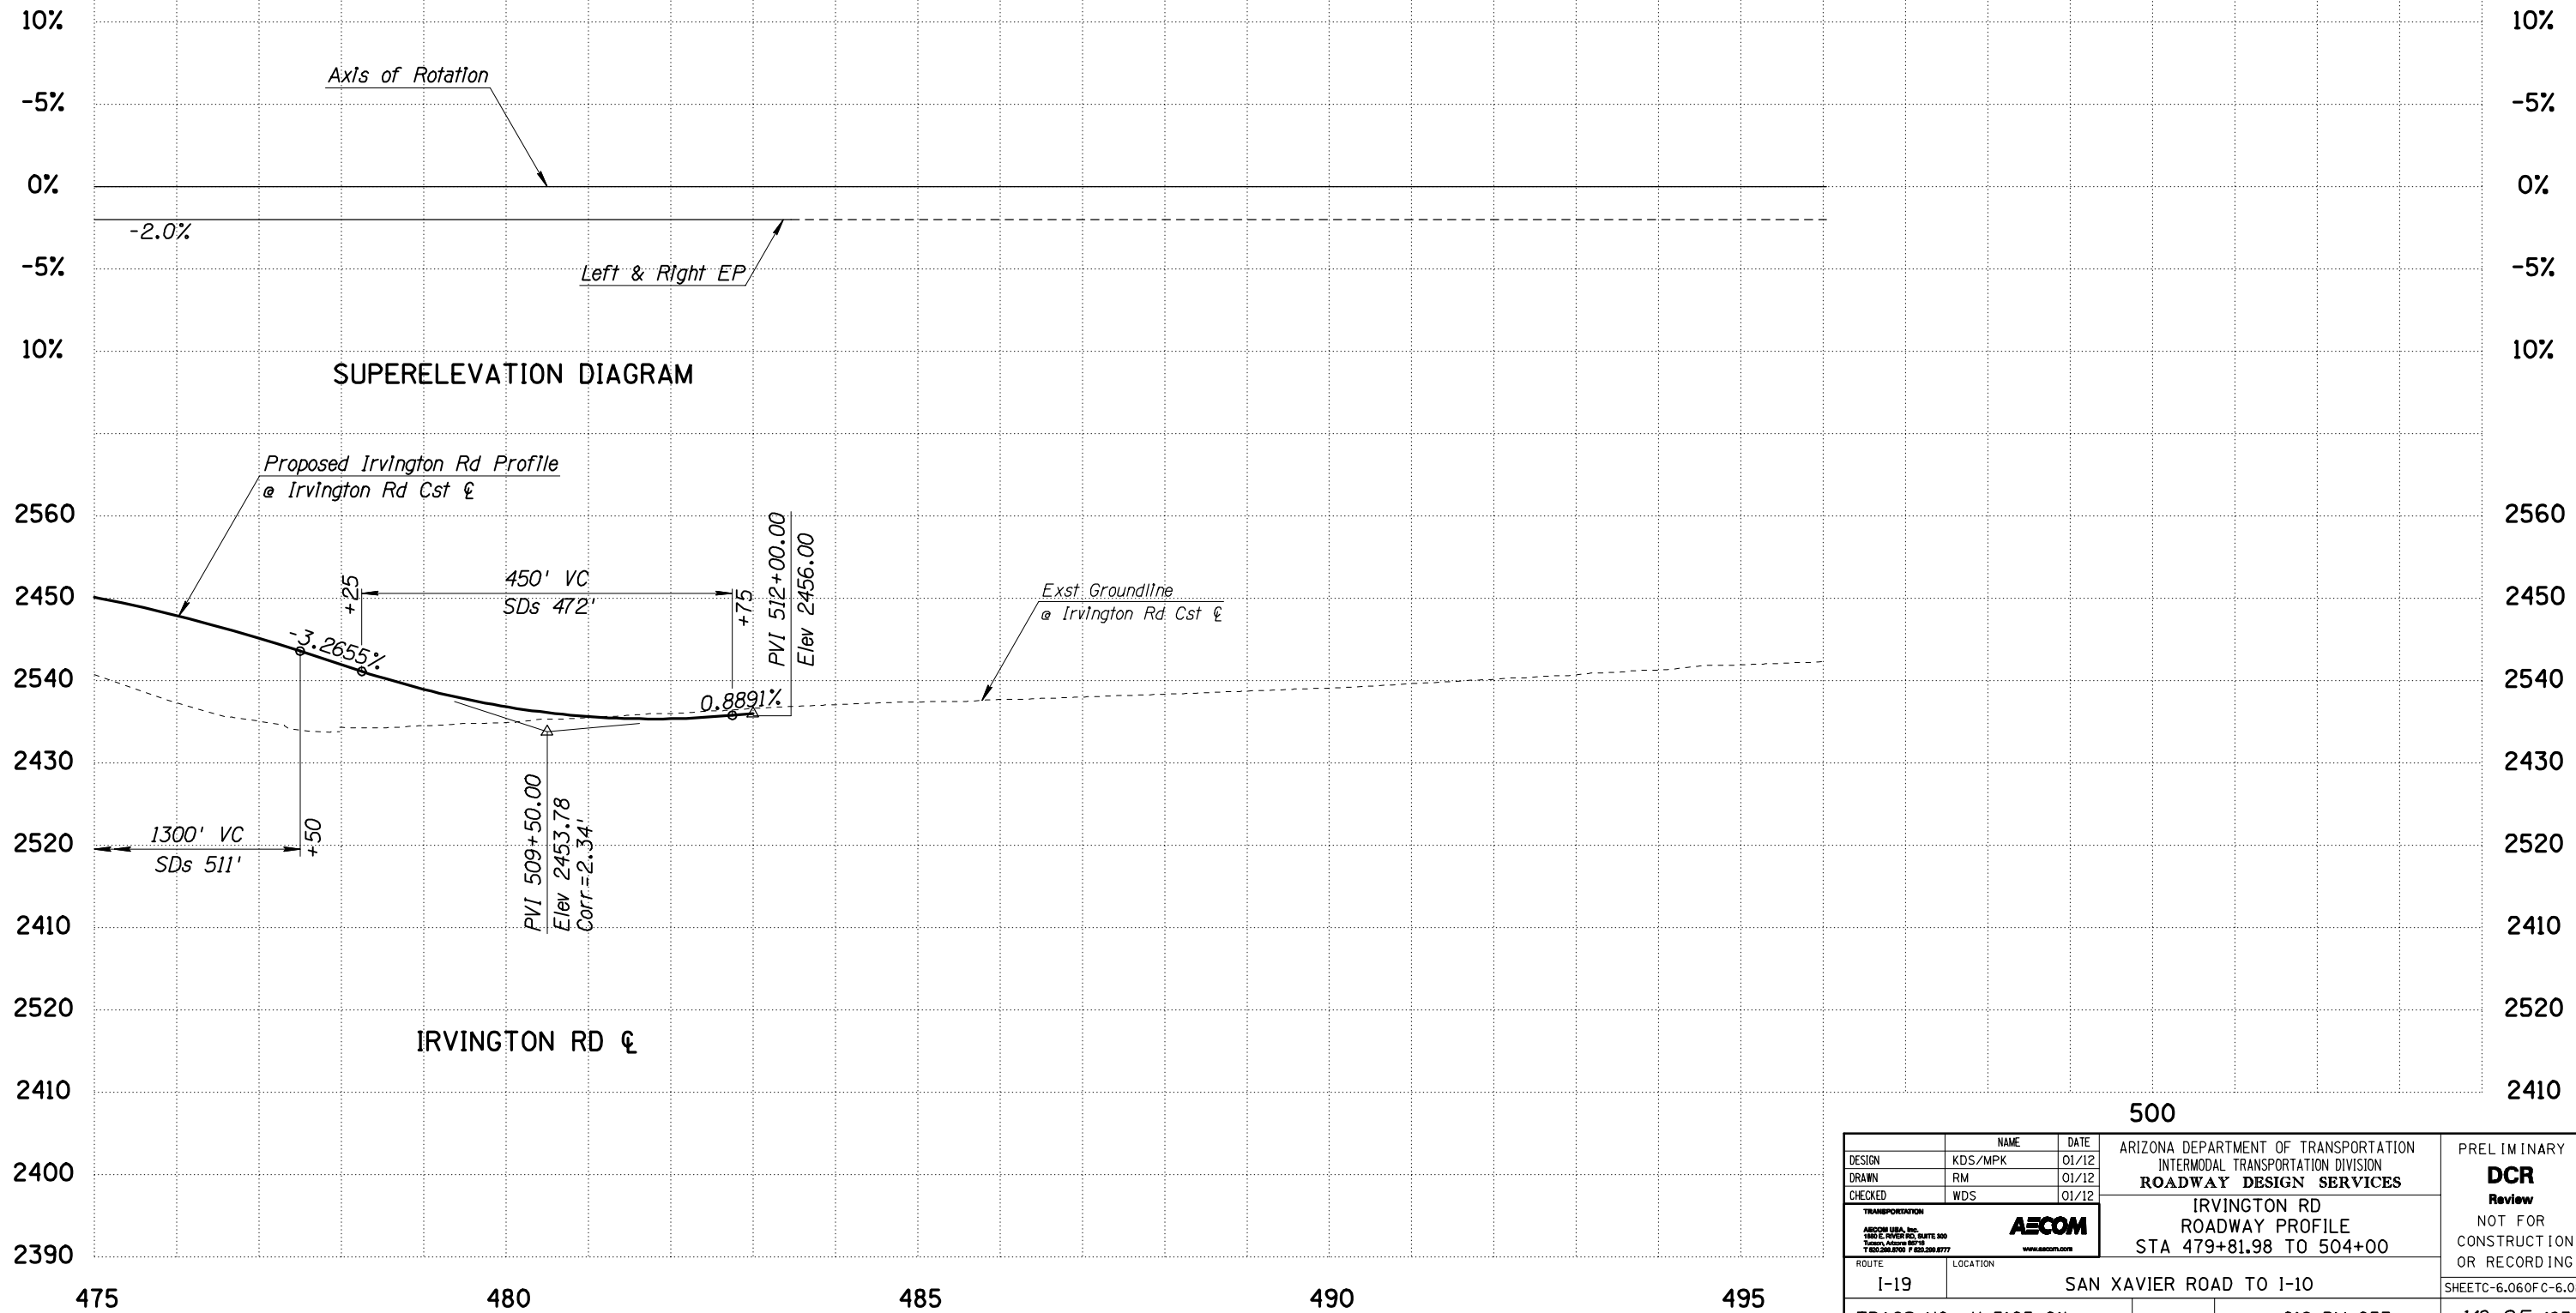 10% 10%
Axis of Rotation
-5% -5%
0% 0%
-2.0%
-5% -5%
Left & Right EP
10% 10%
SUPERELEVATION DIAGRAM
Proposed Irvington Rd Profile
@ Irvington Rd Cst ℄
2560 2560
PVI 512+00.00
Elev 2456.00
+25
450' VC
SDs 472'
+75
2450 2450
Exst Groundline
@ Irvington Rd Cst ℄
-3.2655%
2540 2540
0.8891%
2430 2430
PVI 509+50.00
Elev 2453.78
Corr=2.34'
1300' VC
SDs 511'
+50
2520 2520
2410 2410
2520 2520
IRVINGTON RD ℄
2410 2410
500
2400
2390
475 480 485 490 495
NAME DATE
DESIGN KDS/MPK 01/12
DRAWN RM 01/12
CHECKED WDS 01/12
TRANSPORTATION
AECOM USA, Inc.
AECOM
www.aecom.com
ARIZONA DEPARTMENT OF TRANSPORTATION
INTERMODAL TRANSPORTATION DIVISION
ROADWAY DESIGN SERVICES
IRVINGTON RD
ROADWAY PROFILE
STA 479+81.98 TO 504+00
PRELIMINARY
DCR
Review
NOT FOR
CONSTRUCTION
OR RECORDING
ROUTE
I-19
LOCATION
SAN XAVIER ROAD TO I-10